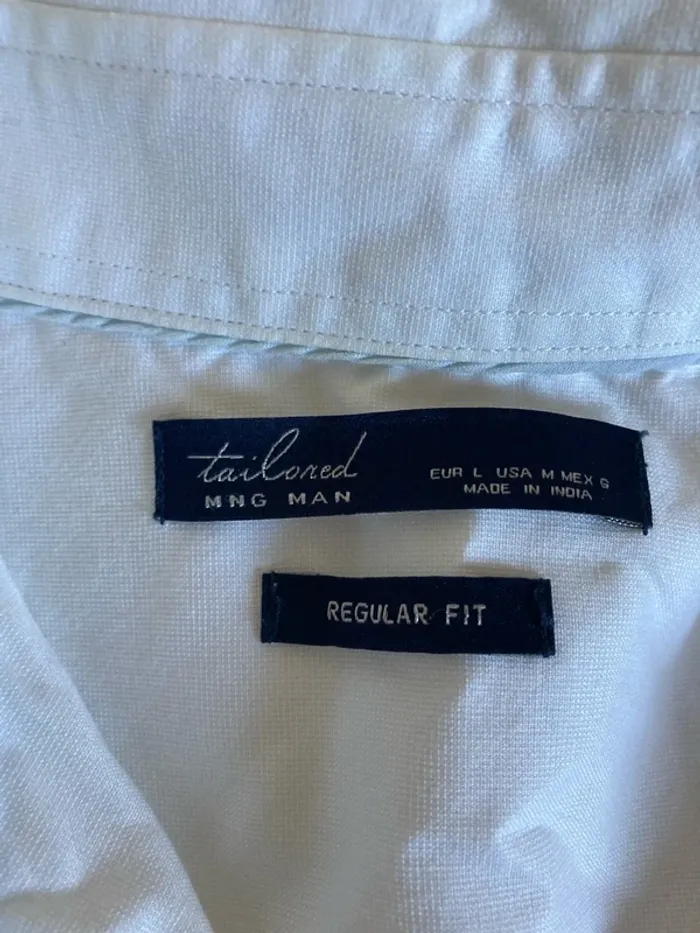 tailored
MNG MAN
EUR L USA M MEX G
MADE IN INDIA
REGULAR FIT